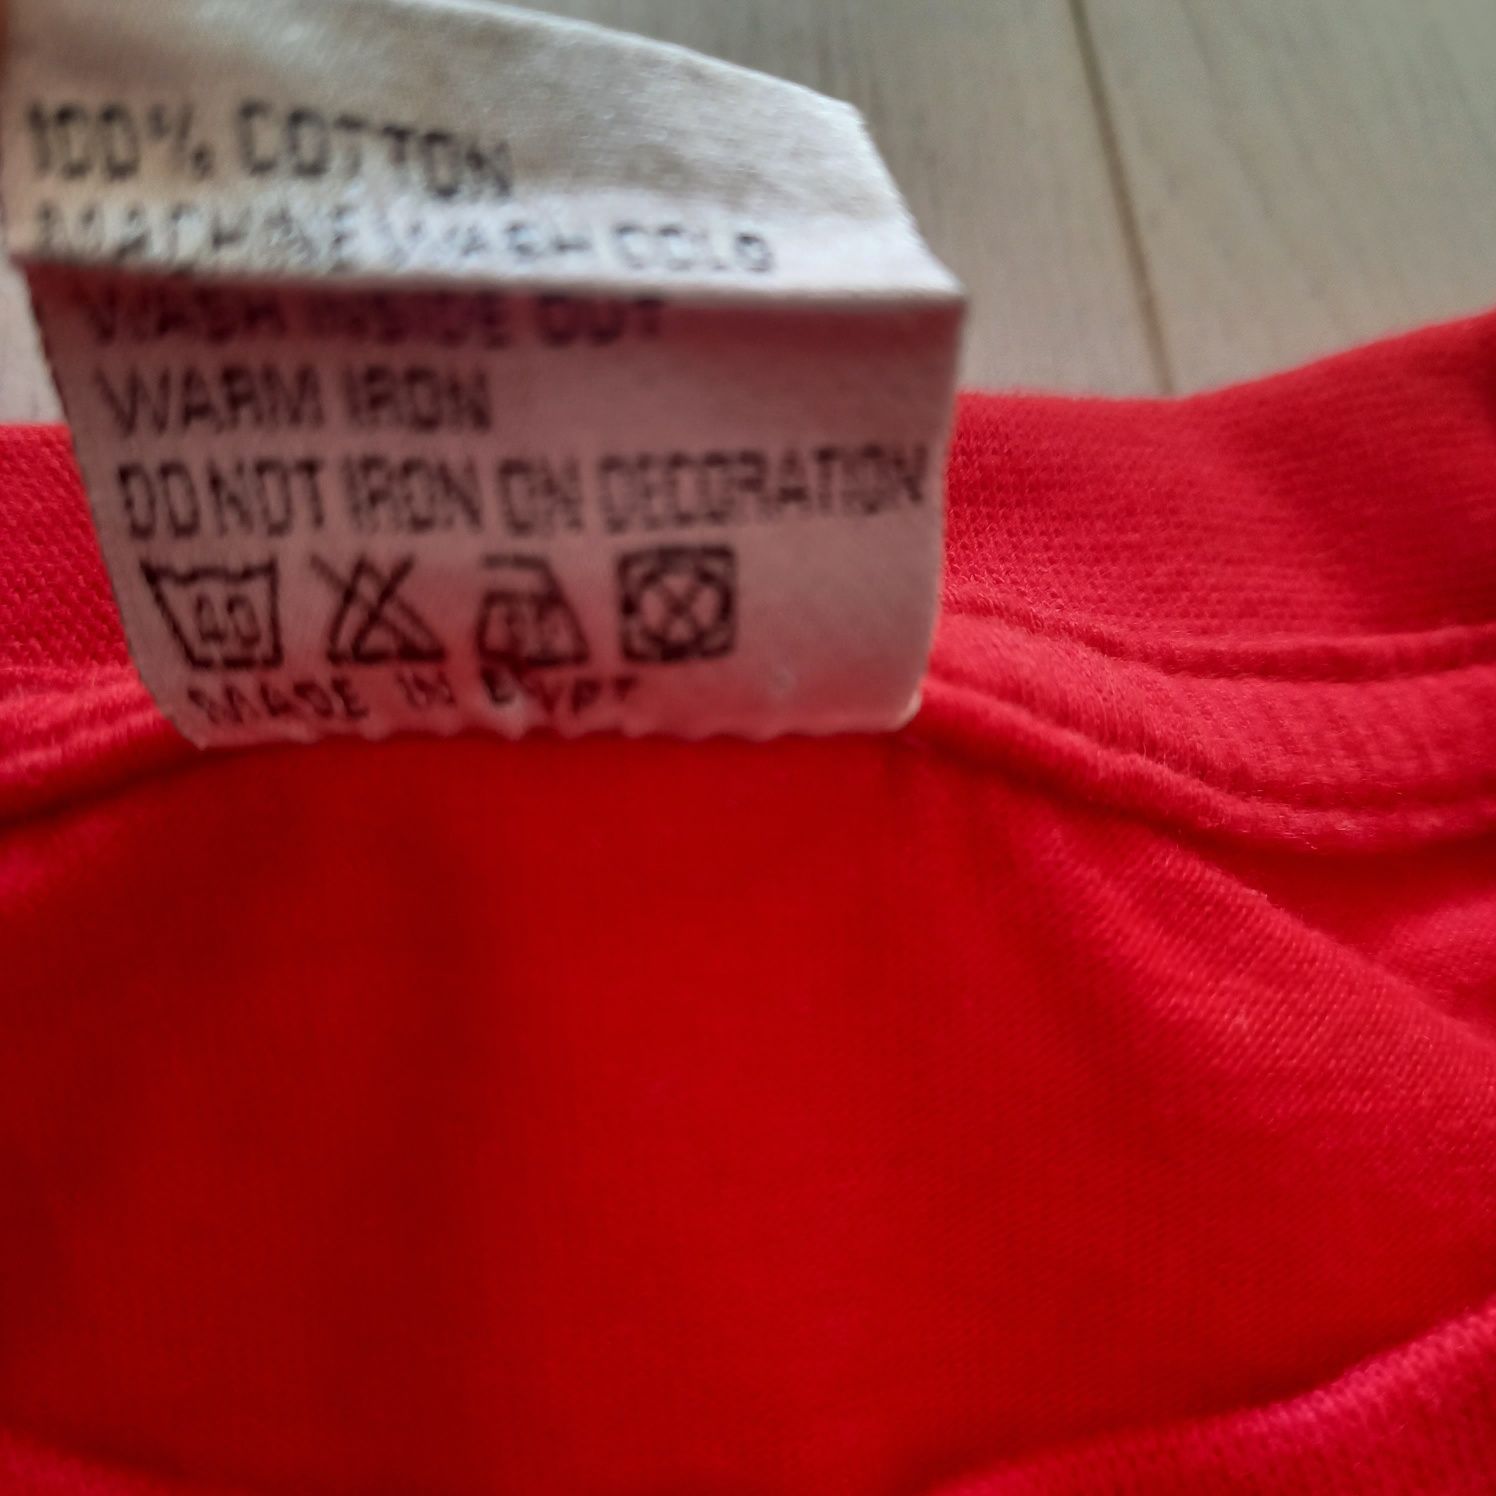 100% COTTON
MACHINE WASH COLD
WASH INSIDE OUT
WARM IRON
DO NOT IRON ON DECORATION
40
MADE IN EGYPT